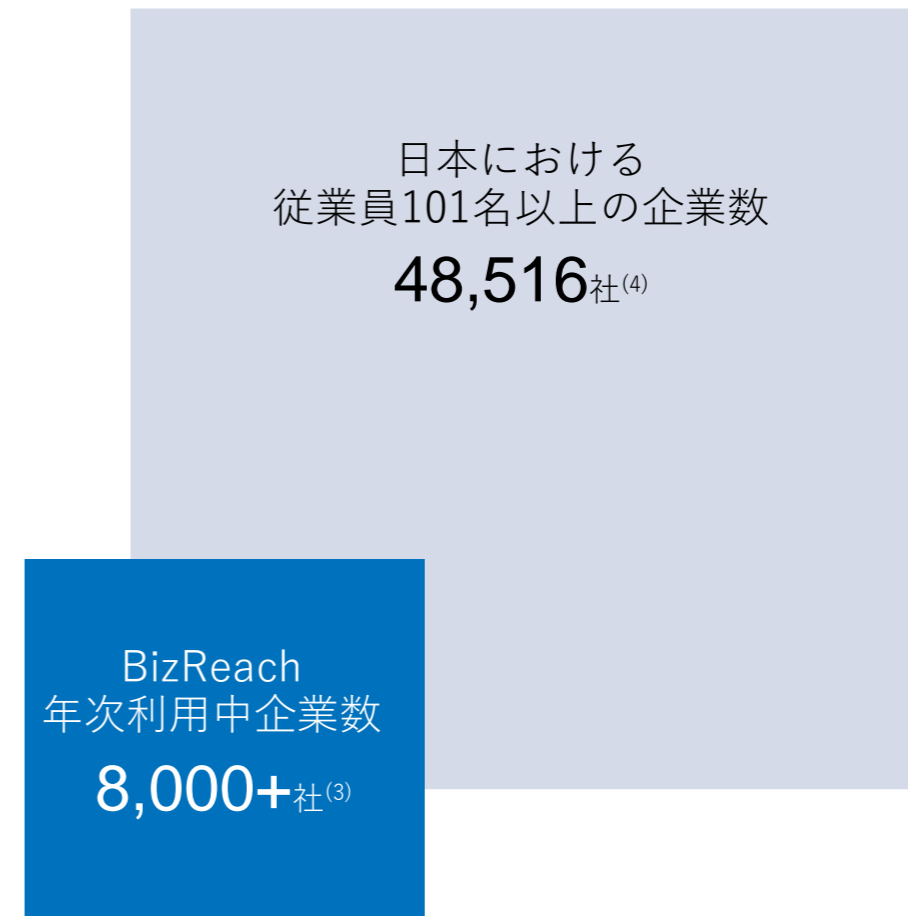 日本における
従業員101名以上の企業数
48,516社(4)
BizReach
年次利用中企業数
8,000+社(3)